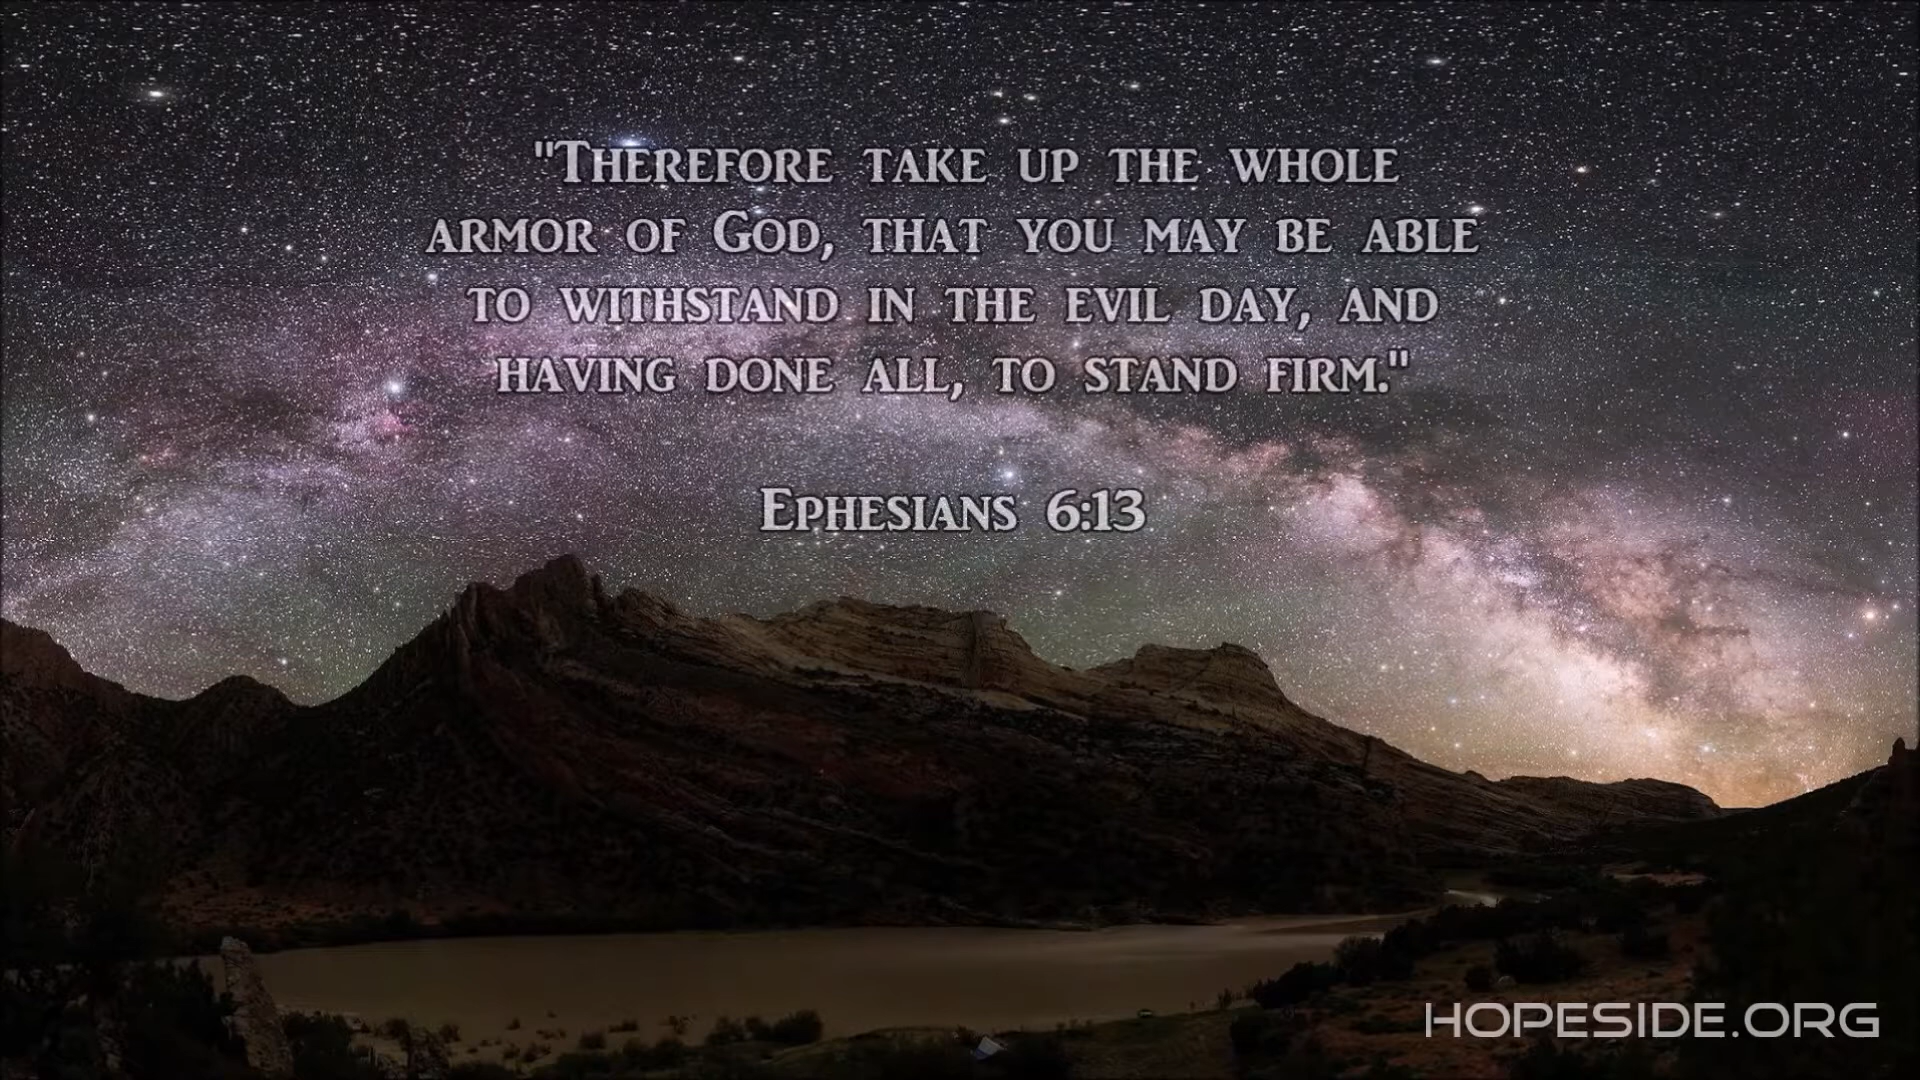 "Therefore take up the whole
armor of God, that you may be able
to withstand in the evil day, and
having done all, to stand firm."
Ephesians 6:13
HOPESIDE.ORG